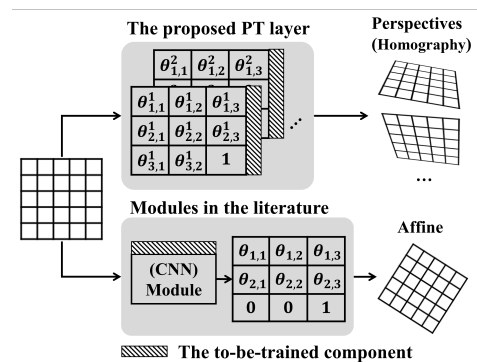 The proposed PT layer
Perspectives
(Homography)
θ²₁,₁ θ²₁,₂ θ²₁,₃
θ¹₁,₁ θ¹₁,₂ θ¹₁,₃
θ¹₂,₁ θ¹₂,₂ θ¹₂,₃
θ¹₃,₁ θ¹₃,₂ 1
...
...
Modules in the literature
Affine
(CNN)
Module
θ₁,₁ θ₁,₂ θ₁,₃
θ₂,₁ θ₂,₂ θ₂,₃
0 0 1
The to-be-trained component